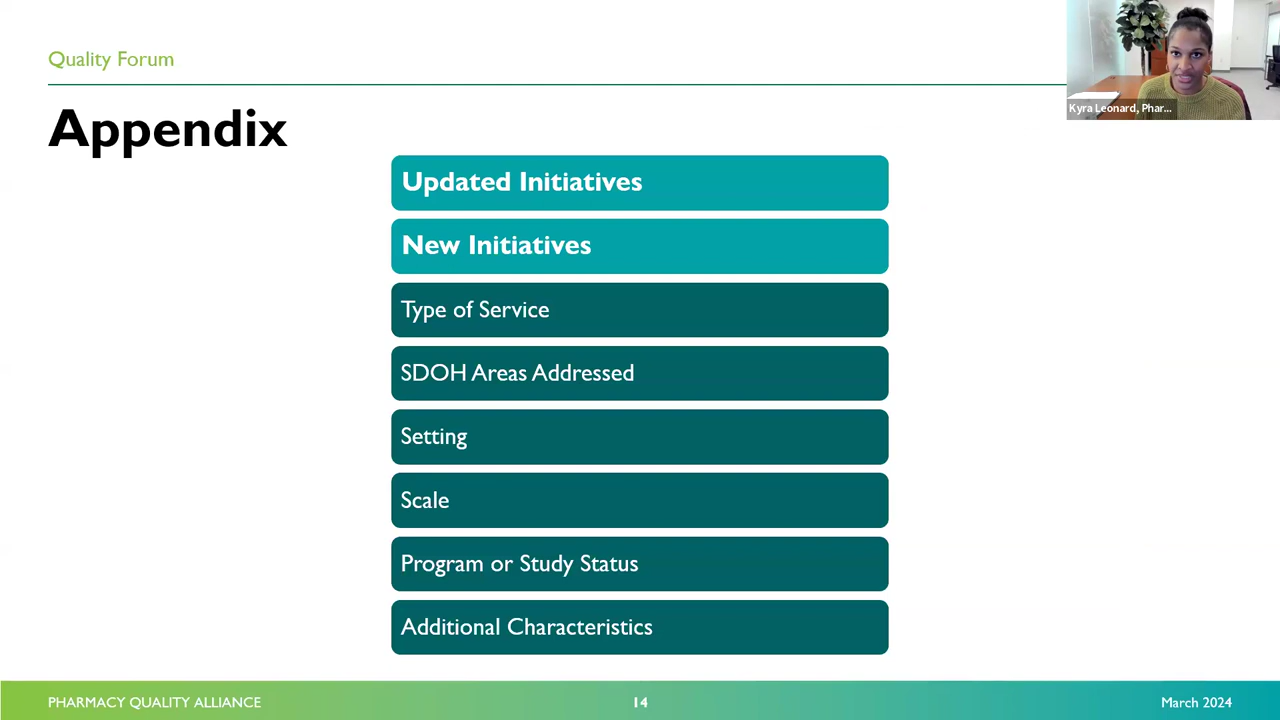 Quality Forum
Kyra Leonard, Phar...
Appendix
Updated Initiatives
New Initiatives
Type of Service
SDOH Areas Addressed
Setting
Scale
Program or Study Status
Additional Characteristics
PHARMACY QUALITY ALLIANCE
14
March 2024